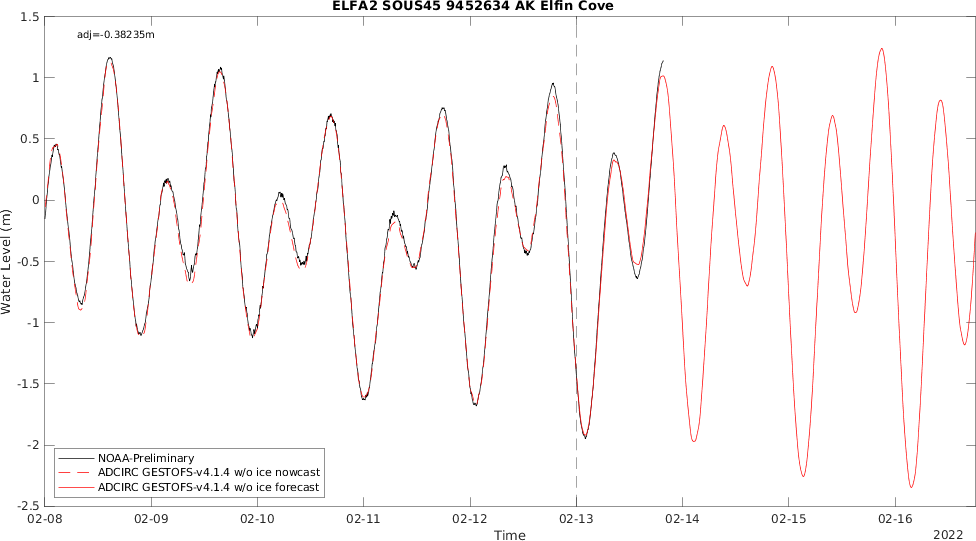 ELFA2 SOUS45 9452634 AK Elfin Cove
adj=-0.38235m
1.5
1
0.5
0
-0.5
-1
-1.5
-2
-2.5
Water Level (m)
NOAA-Preliminary
ADCIRC GESTOFS-v4.1.4 w/o ice nowcast
ADCIRC GESTOFS-v4.1.4 w/o ice forecast
02-08 02-09 02-10 02-11 02-12 02-13 02-14 02-15 02-16
Time
2022